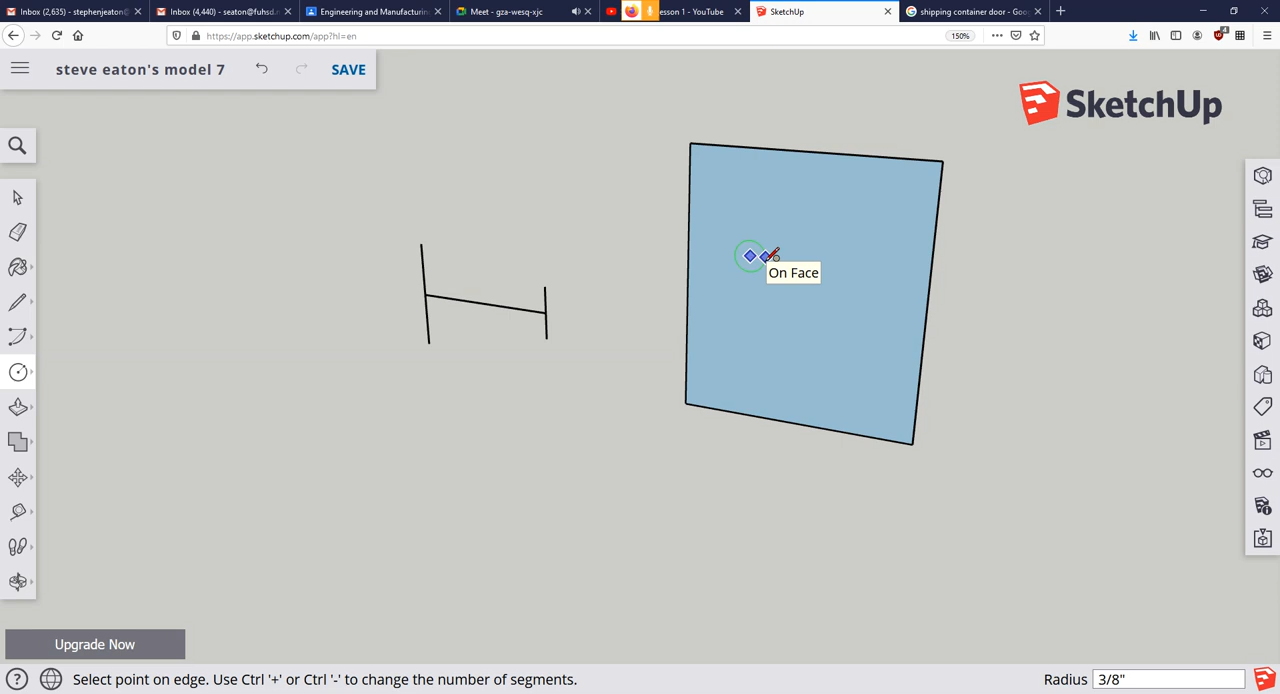 Inbox (2,635) - stephenjeaton@
Inbox (4,440) - seaton@fuhsd.n
Engineering and Manufacturing
Meet - gza-wesq-xjc
esson 1 - YouTube
SketchUp
shipping container door - Goo
https://app.sketchup.com/app?hl=en
150%
4
steve eaton's model 7
SAVE
SketchUp
On Face
Upgrade Now
Select point on edge. Use Ctrl '+' or Ctrl '-' to change the number of segments.
Radius 3/8"